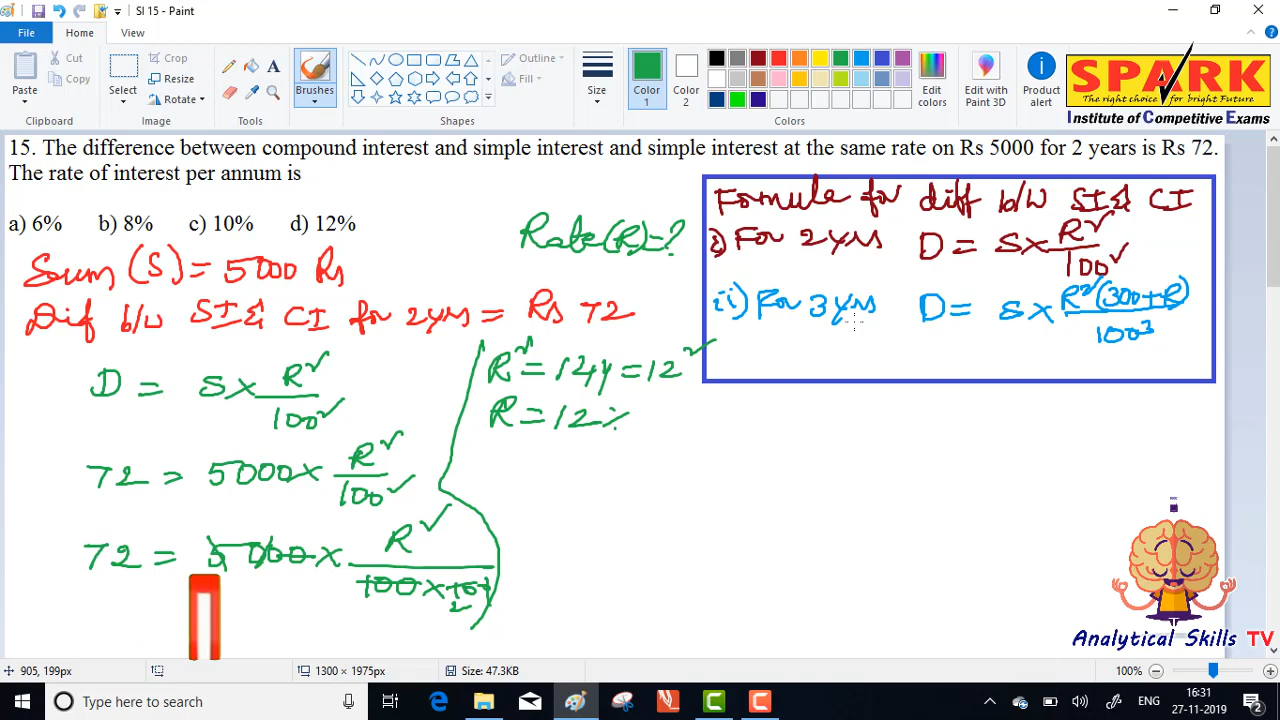 SI 15 - Paint
File Home View
Paste Cut Copy Clipboard
Select Crop Resize Rotate Image
Tools
Brushes
Outline Fill Shapes
Size
Color 1 Color 2 Edit colors Colors
Edit with Paint 3D
Product alert
SPARK
The right choice for bright Future
Institute of Competitive Exams
15. The difference between compound interest and simple interest and simple interest at the same rate on Rs 5000 for 2 years is Rs 72.
The rate of interest per annum is
a) 6% b) 8% c) 10% d) 12%
Rate(R)=?
Sum (S) = 5000 Rs
Dif b/w SI & CI for 2yrs = Rs 72
D = S × R²/100²
72 = 5000 × R²/100²
72 = 5000 × R²/100 × 100
2
R² = 144 = 12²
R = 12%
Formule for diff b/w SI & CI
i) For 2yrs D = S × R²/100²
ii) For 3yrs D = S × R²(300+R)/100³
Analytical Skills TV
905, 199px 1300 × 1975px Size: 47.3KB 100%
Type here to search
ENG 16:31 27-11-2019 2